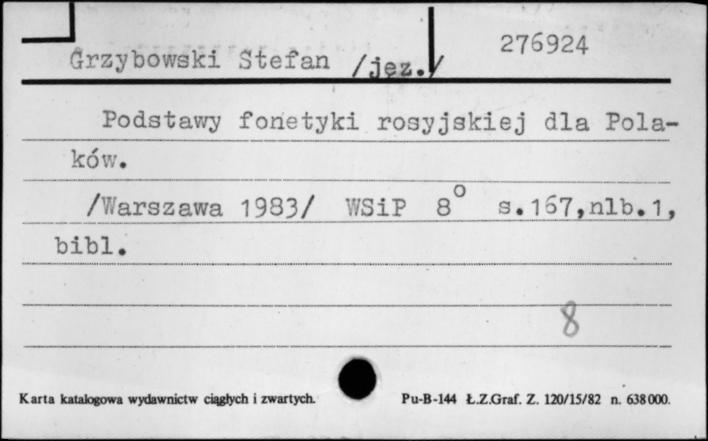 276924
Grzybowski Stefan /jęz./
Podstawy fonetyki rosyjskiej dla Pola-
ków.
/Warszawa 1983/ WSiP 8° s.167,nlb.1,
bibl.
8
Karta katalogowa wydawnictw ciągłych i zwartych. Pu-B-144 Ł.Z.Graf. Z. 120/15/82 n. 638000.